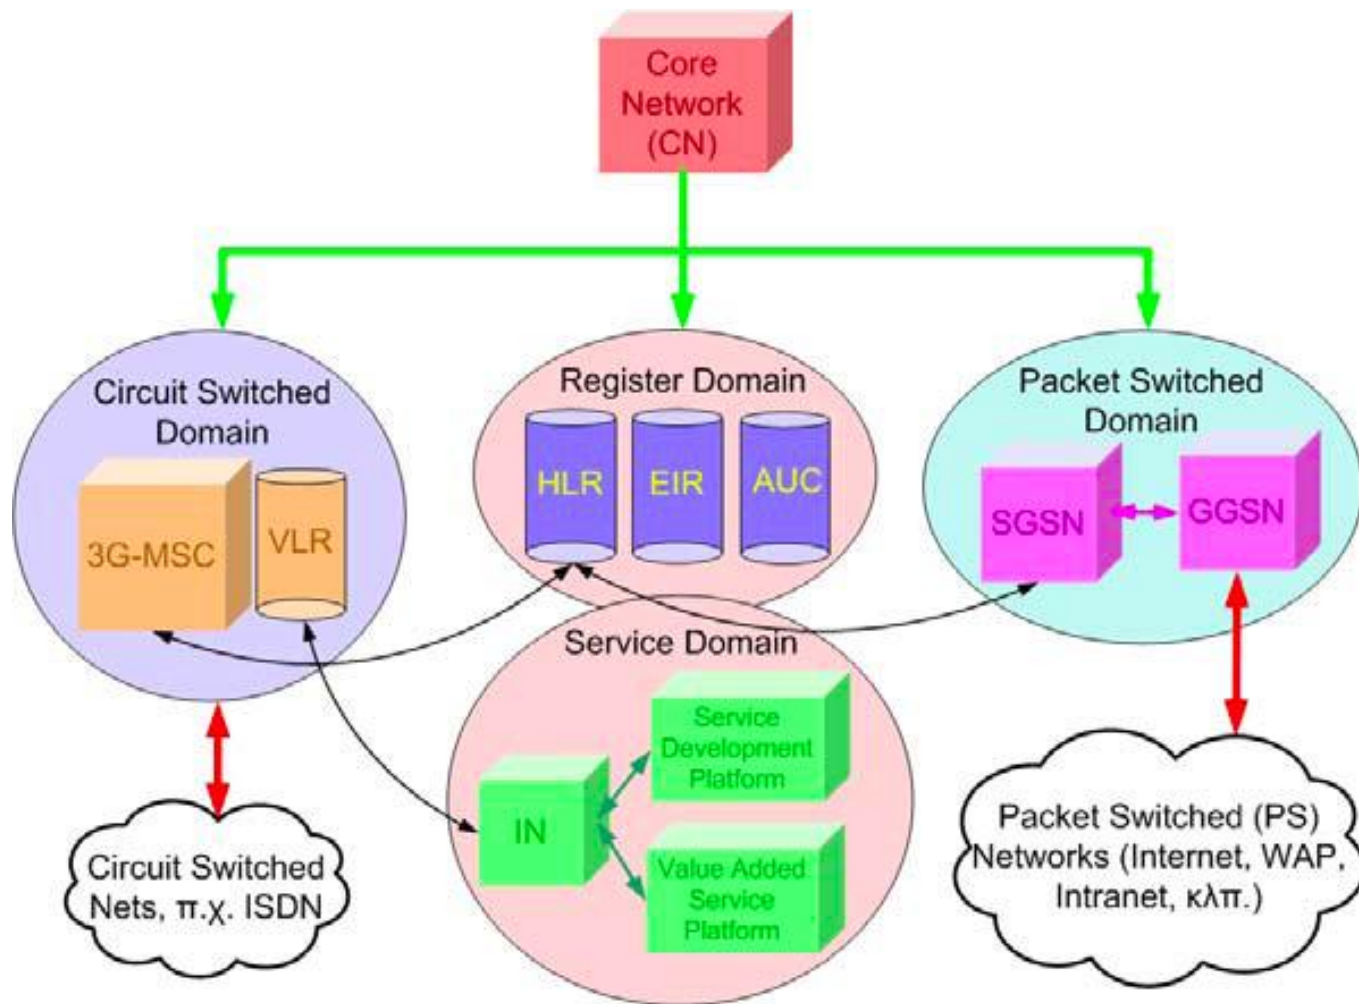 Core
Network
(CN)
Circuit Switched
Domain
3G-MSC
VLR
Register Domain
HLR
EIR
AUC
Packet Switched
Domain
SGSN
GGSN
Service Domain
Service
Development
Platform
IN
Value Added
Service
Platform
Circuit Switched
Nets, π.χ. ISDN
Packet Switched (PS)
Networks (Internet, WAP,
Intranet, κλπ.)